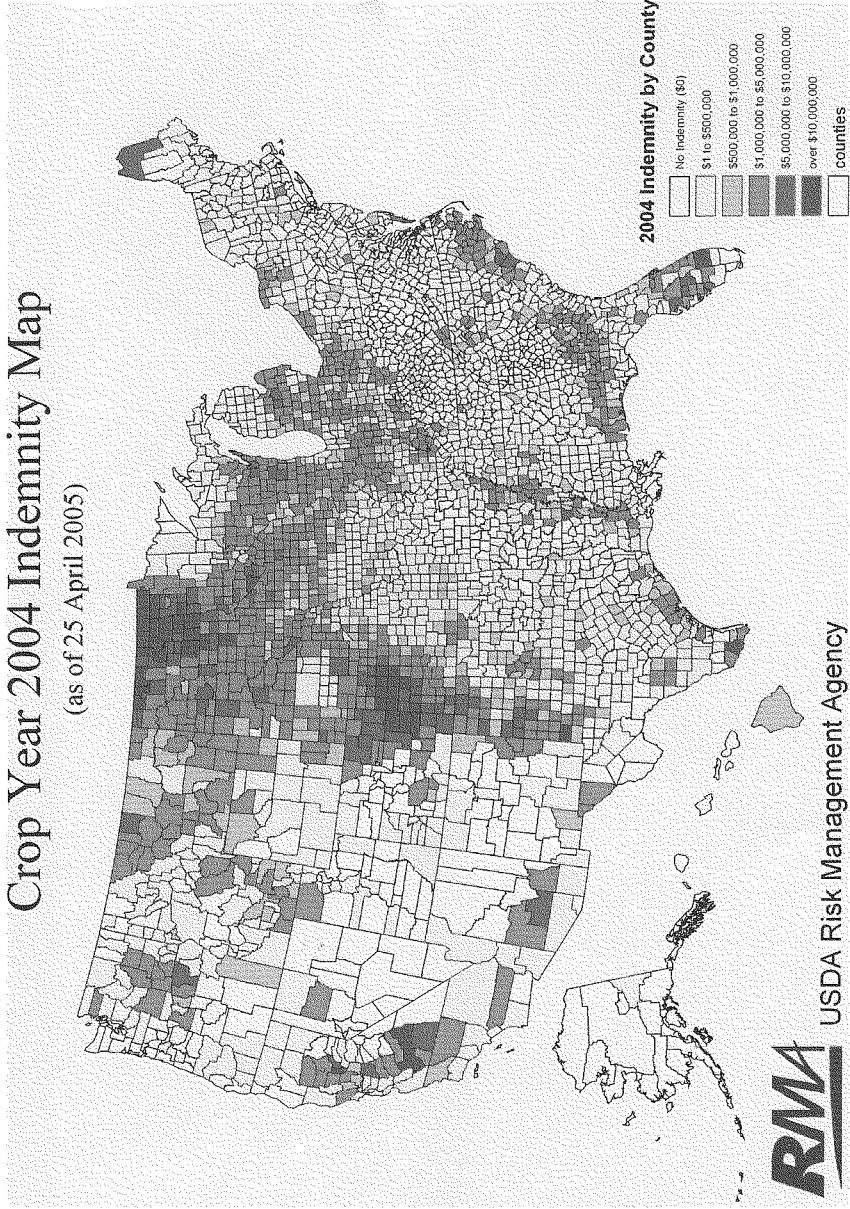 Crop Year 2004 Indemnity Map
(as of 25 April 2005)
2004 Indemnity by County
No Indemnity ($0)
$1 to $500,000
$500,000 to $1,000,000
$1,000,000 to $5,000,000
$5,000,000 to $10,000,000
over $10,000,000
counties
RMA
USDA Risk Management Agency